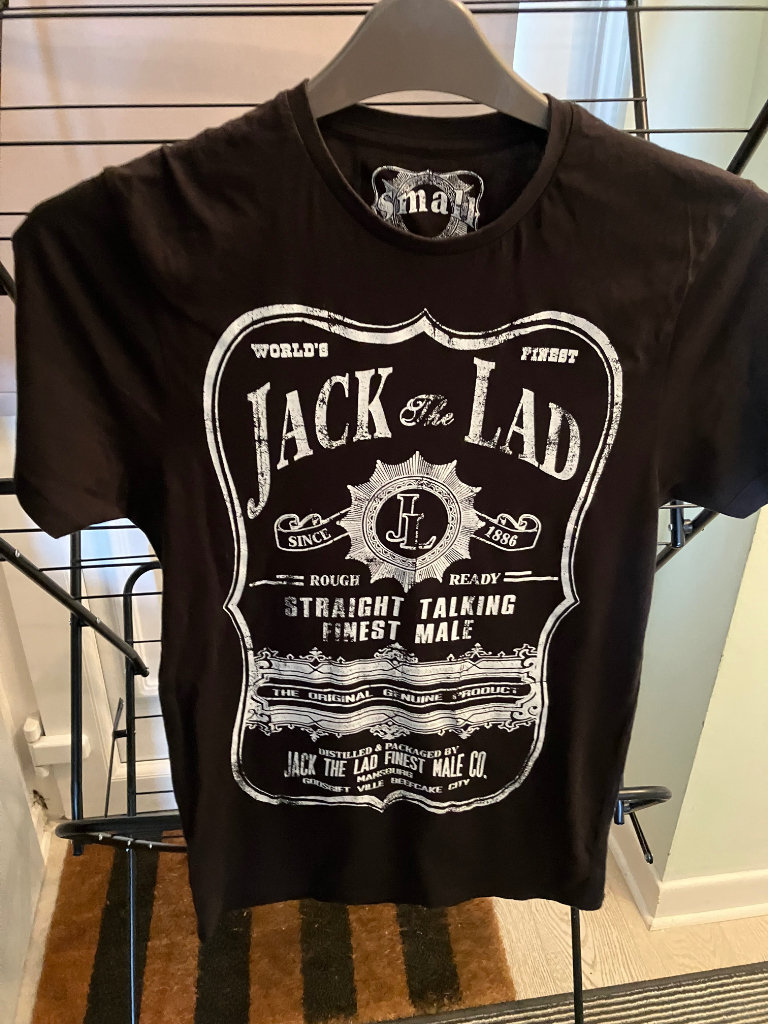 small
WORLD'S FINEST
JACK The LAD
JL
SINCE 1886
ROUGH READY
STRAIGHT TALKING
FINEST MALE
THE ORIGINAL GENUINE PRODUCT
DISTILLED & PACKAGED BY
JACK THE LAD FINEST MALE CO.
MANSBURG
GODSGIFT VILLE BEEFCAKE CITY